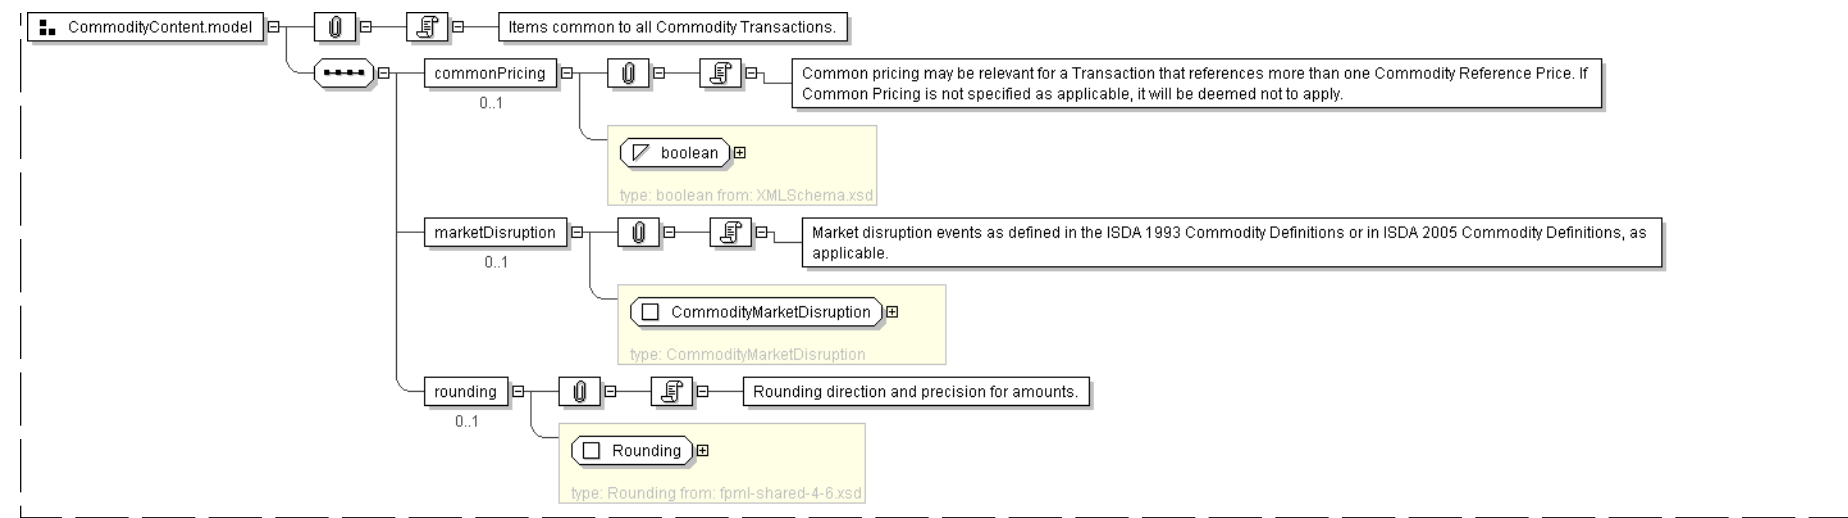 CommodityContent.model
Items common to all Commodity Transactions.
commonPricing
0..1
Common pricing may be relevant for a Transaction that references more than one Commodity Reference Price. If
Common Pricing is not specified as applicable, it will be deemed not to apply.
boolean
type: boolean from: XMLSchema.xsd
marketDisruption
0..1
Market disruption events as defined in the ISDA 1993 Commodity Definitions or in ISDA 2005 Commodity Definitions, as
applicable.
CommodityMarketDisruption
type: CommodityMarketDisruption
rounding
0..1
Rounding direction and precision for amounts.
Rounding
type: Rounding from: fpml-shared-4-6.xsd